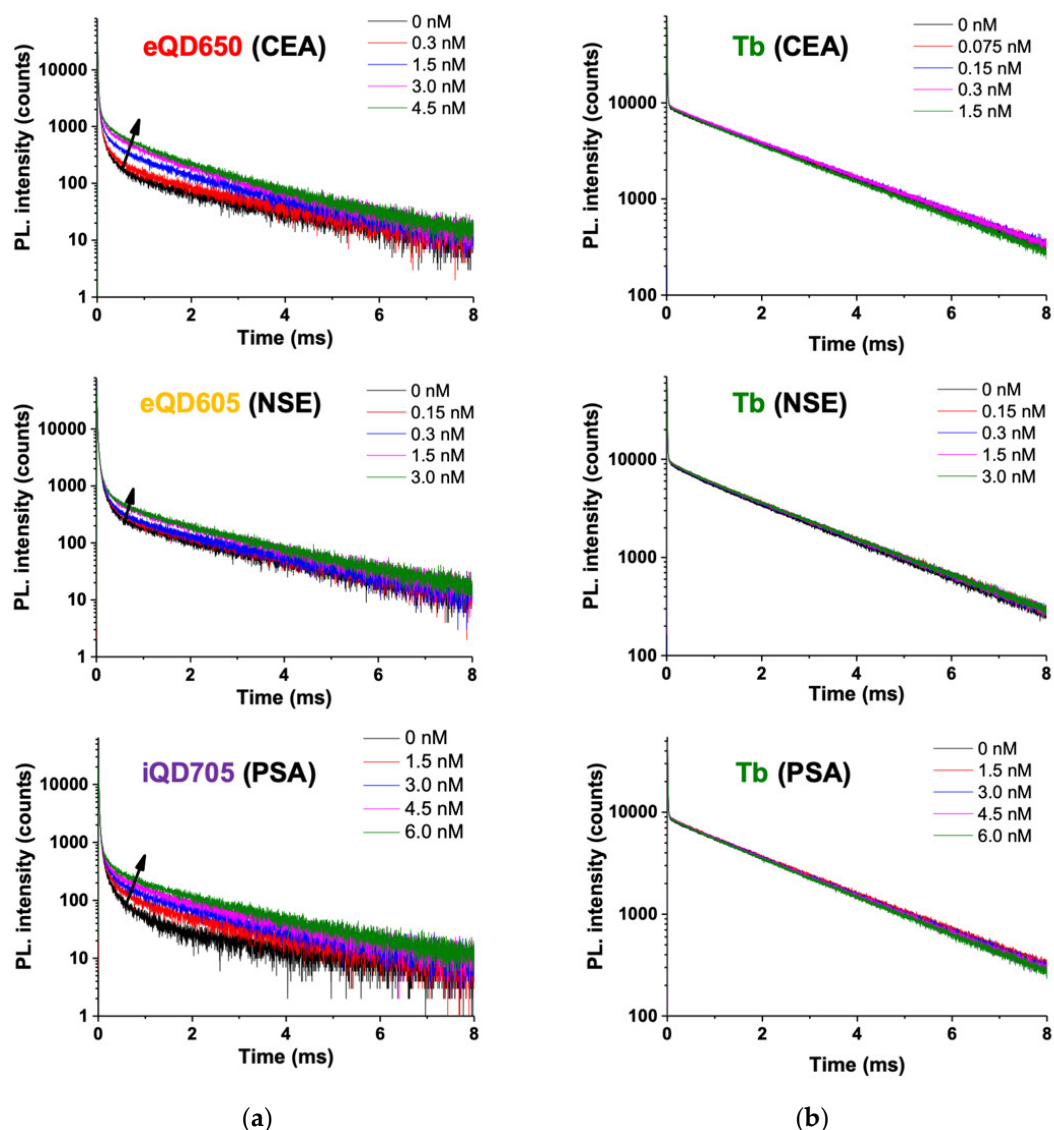 eQD650 (CEA)
0 nM
0.3 nM
1.5 nM
3.0 nM
4.5 nM
PL. intensity (counts)
10000
1000
100
10
1
0 2 4 6 8
Time (ms)
Tb (CEA)
0 nM
0.075 nM
0.15 nM
0.3 nM
1.5 nM
PL. intensity (counts)
10000
1000
100
0 2 4 6 8
Time (ms)
eQD605 (NSE)
0 nM
0.15 nM
0.3 nM
1.5 nM
3.0 nM
PL. intensity (counts)
10000
1000
100
10
1
0 2 4 6 8
Time (ms)
Tb (NSE)
0 nM
0.15 nM
0.3 nM
1.5 nM
3.0 nM
PL. intensity (counts)
10000
1000
100
0 2 4 6 8
Time (ms)
iQD705 (PSA)
0 nM
1.5 nM
3.0 nM
4.5 nM
6.0 nM
PL. intensity (counts)
10000
1000
100
10
1
0 2 4 6 8
Time (ms)
Tb (PSA)
0 nM
1.5 nM
3.0 nM
4.5 nM
6.0 nM
PL. intensity (counts)
10000
1000
100
0 2 4 6 8
Time (ms)
(a)
(b)